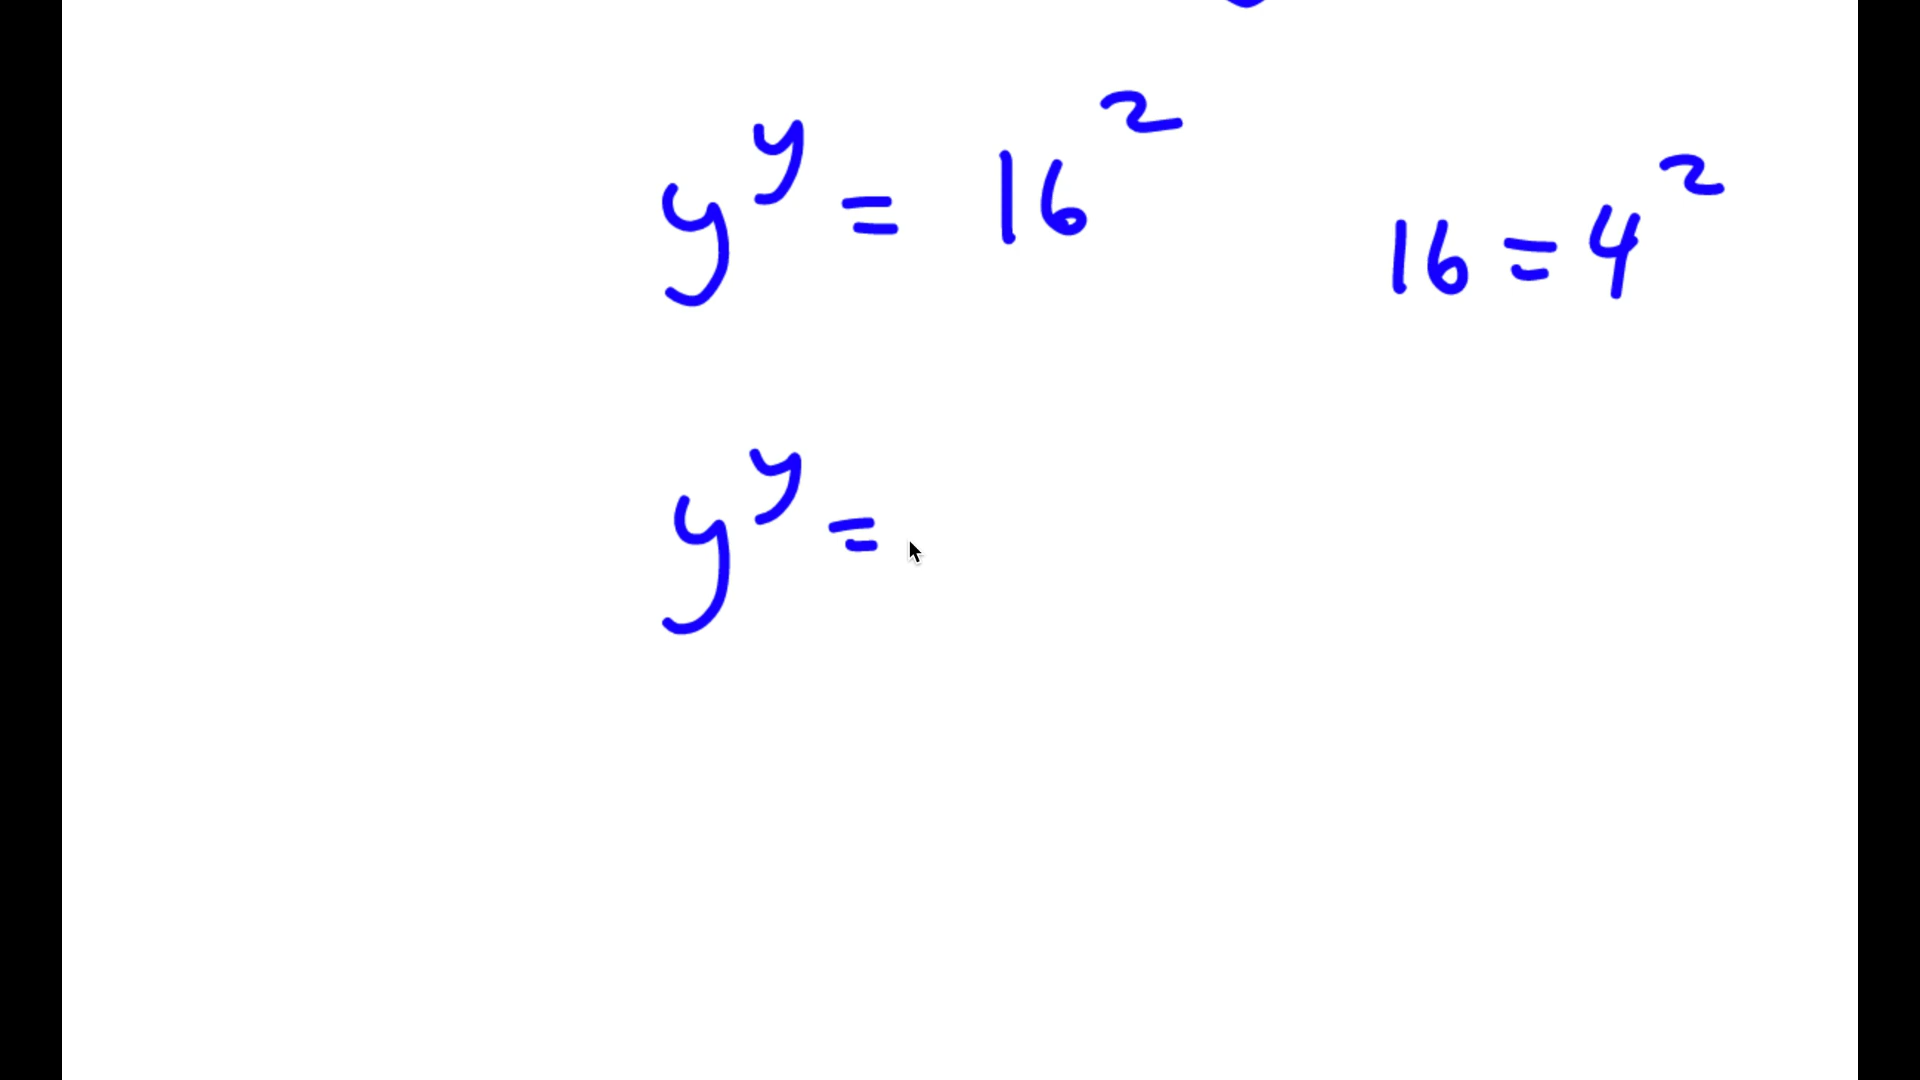 y^y = 16^2
16 = 4^2
y^y =